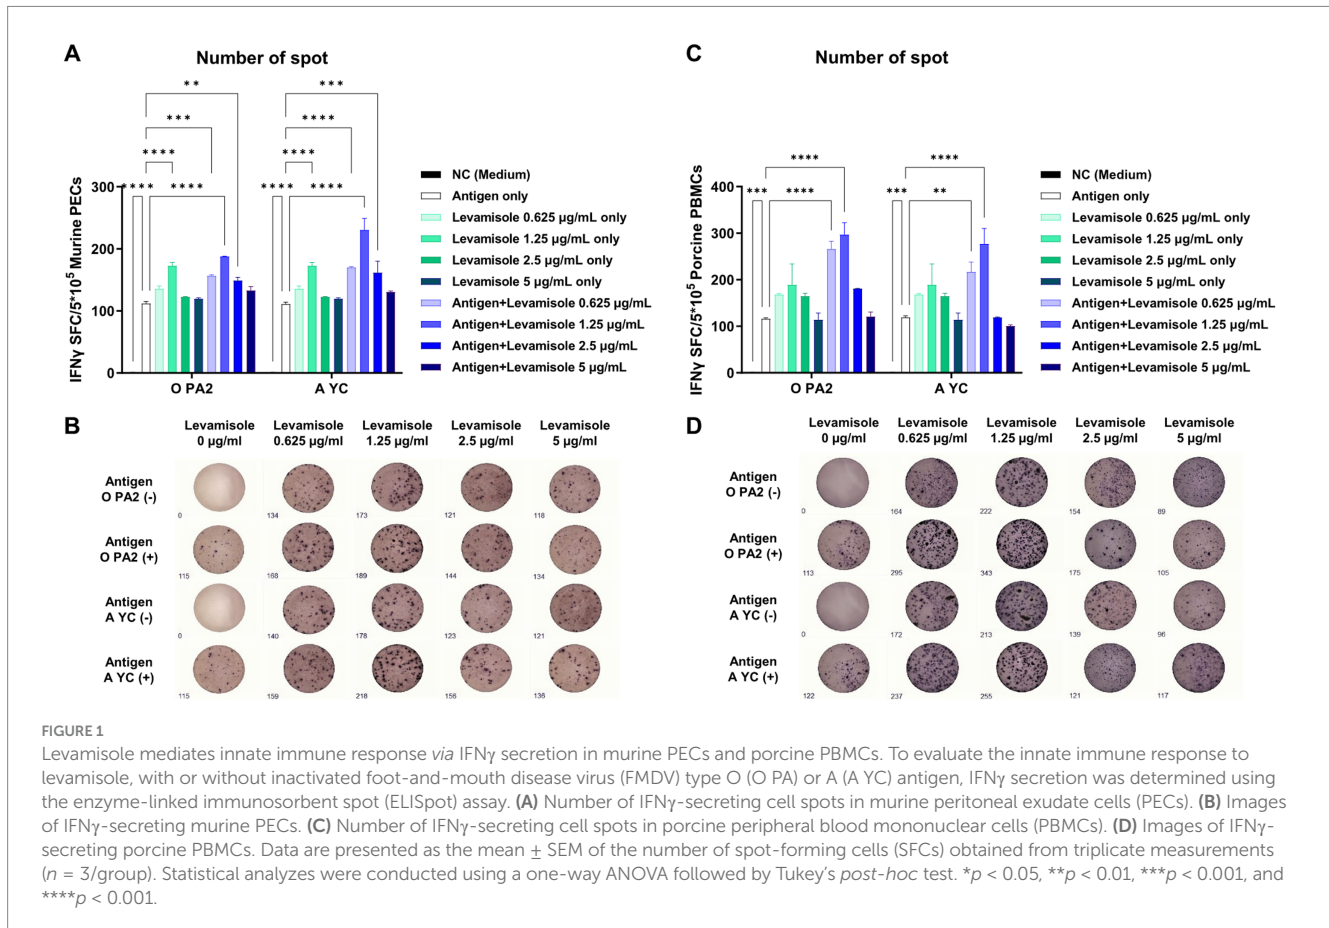 A
Number of spot
** ***
*** ****
**** ****
**** **** **** ****
IFNγ SFC/5*10⁵ Murine PECs
300
200
100
0
O PA2 A YC
NC (Medium)
Antigen only
Levamisole 0.625 µg/mL only
Levamisole 1.25 µg/mL only
Levamisole 2.5 µg/mL only
Levamisole 5 µg/mL only
Antigen+Levamisole 0.625 µg/mL
Antigen+Levamisole 1.25 µg/mL
Antigen+Levamisole 2.5 µg/mL
Antigen+Levamisole 5 µg/mL
C
Number of spot
**** ****
*** **** *** **
IFNγ SFC/5*10⁵ Porcine PBMCs
400
300
200
100
0
O PA2 A YC
NC (Medium)
Antigen only
Levamisole 0.625 µg/mL only
Levamisole 1.25 µg/mL only
Levamisole 2.5 µg/mL only
Levamisole 5 µg/mL only
Antigen+Levamisole 0.625 µg/mL
Antigen+Levamisole 1.25 µg/mL
Antigen+Levamisole 2.5 µg/mL
Antigen+Levamisole 5 µg/mL
B
Levamisole Levamisole Levamisole Levamisole Levamisole
0 µg/ml 0.625 µg/ml 1.25 µg/ml 2.5 µg/ml 5 µg/ml
Antigen
O PA2 (-)
0 134 173 121 118
Antigen
O PA2 (+)
115 168 189 144 134
Antigen
A YC (-)
0 140 178 123 121
Antigen
A YC (+)
115 159 218 156 136
D
Levamisole Levamisole Levamisole Levamisole Levamisole
0 µg/ml 0.625 µg/ml 1.25 µg/ml 2.5 µg/ml 5 µg/ml
Antigen
O PA2 (-)
0 164 222 154 89
Antigen
O PA2 (+)
113 295 343 175 105
Antigen
A YC (-)
0 172 213 139 96
Antigen
A YC (+)
122 237 255 121 117
FIGURE 1
Levamisole mediates innate immune response via IFNγ secretion in murine PECs and porcine PBMCs. To evaluate the innate immune response to
levamisole, with or without inactivated foot-and-mouth disease virus (FMDV) type O (O PA) or A (A YC) antigen, IFNγ secretion was determined using
the enzyme-linked immunosorbent spot (ELISpot) assay. (A) Number of IFNγ-secreting cell spots in murine peritoneal exudate cells (PECs). (B) Images
of IFNγ-secreting murine PECs. (C) Number of IFNγ-secreting cell spots in porcine peripheral blood mononuclear cells (PBMCs). (D) Images of IFNγ-
secreting porcine PBMCs. Data are presented as the mean ± SEM of the number of spot-forming cells (SFCs) obtained from triplicate measurements
(n = 3/group). Statistical analyzes were conducted using a one-way ANOVA followed by Tukey's post-hoc test. *p < 0.05, **p < 0.01, ***p < 0.001, and
****p < 0.001.